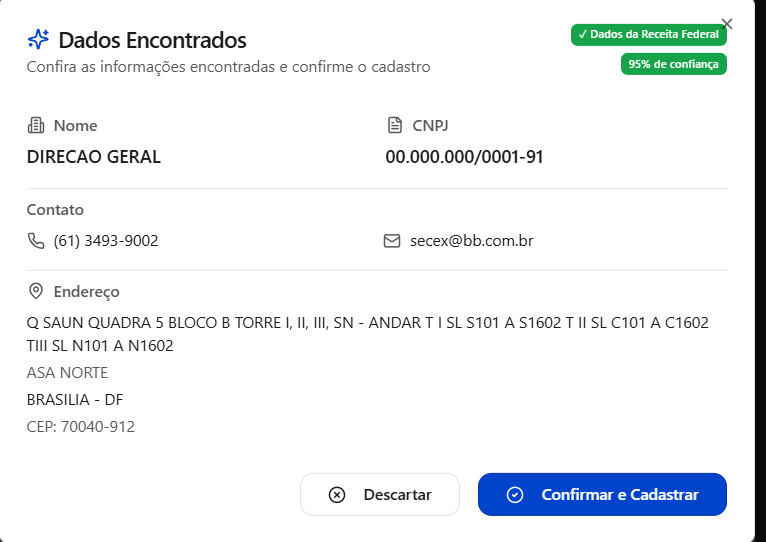 Dados Encontrados
✓ Dados da Receita Federal
Confira as informações encontradas e confirme o cadastro
95% de confiança
Nome
CNPJ
DIRECAO GERAL
00.000.000/0001-91
Contato
(61) 3493-9002
secex@bb.com.br
Endereço
Q SAUN QUADRA 5 BLOCO B TORRE I, II, III, SN - ANDAR T I SL S101 A S1602 T II SL C101 A C1602
TIII SL N101 A N1602
ASA NORTE
BRASILIA - DF
CEP: 70040-912
Descartar
Confirmar e Cadastrar